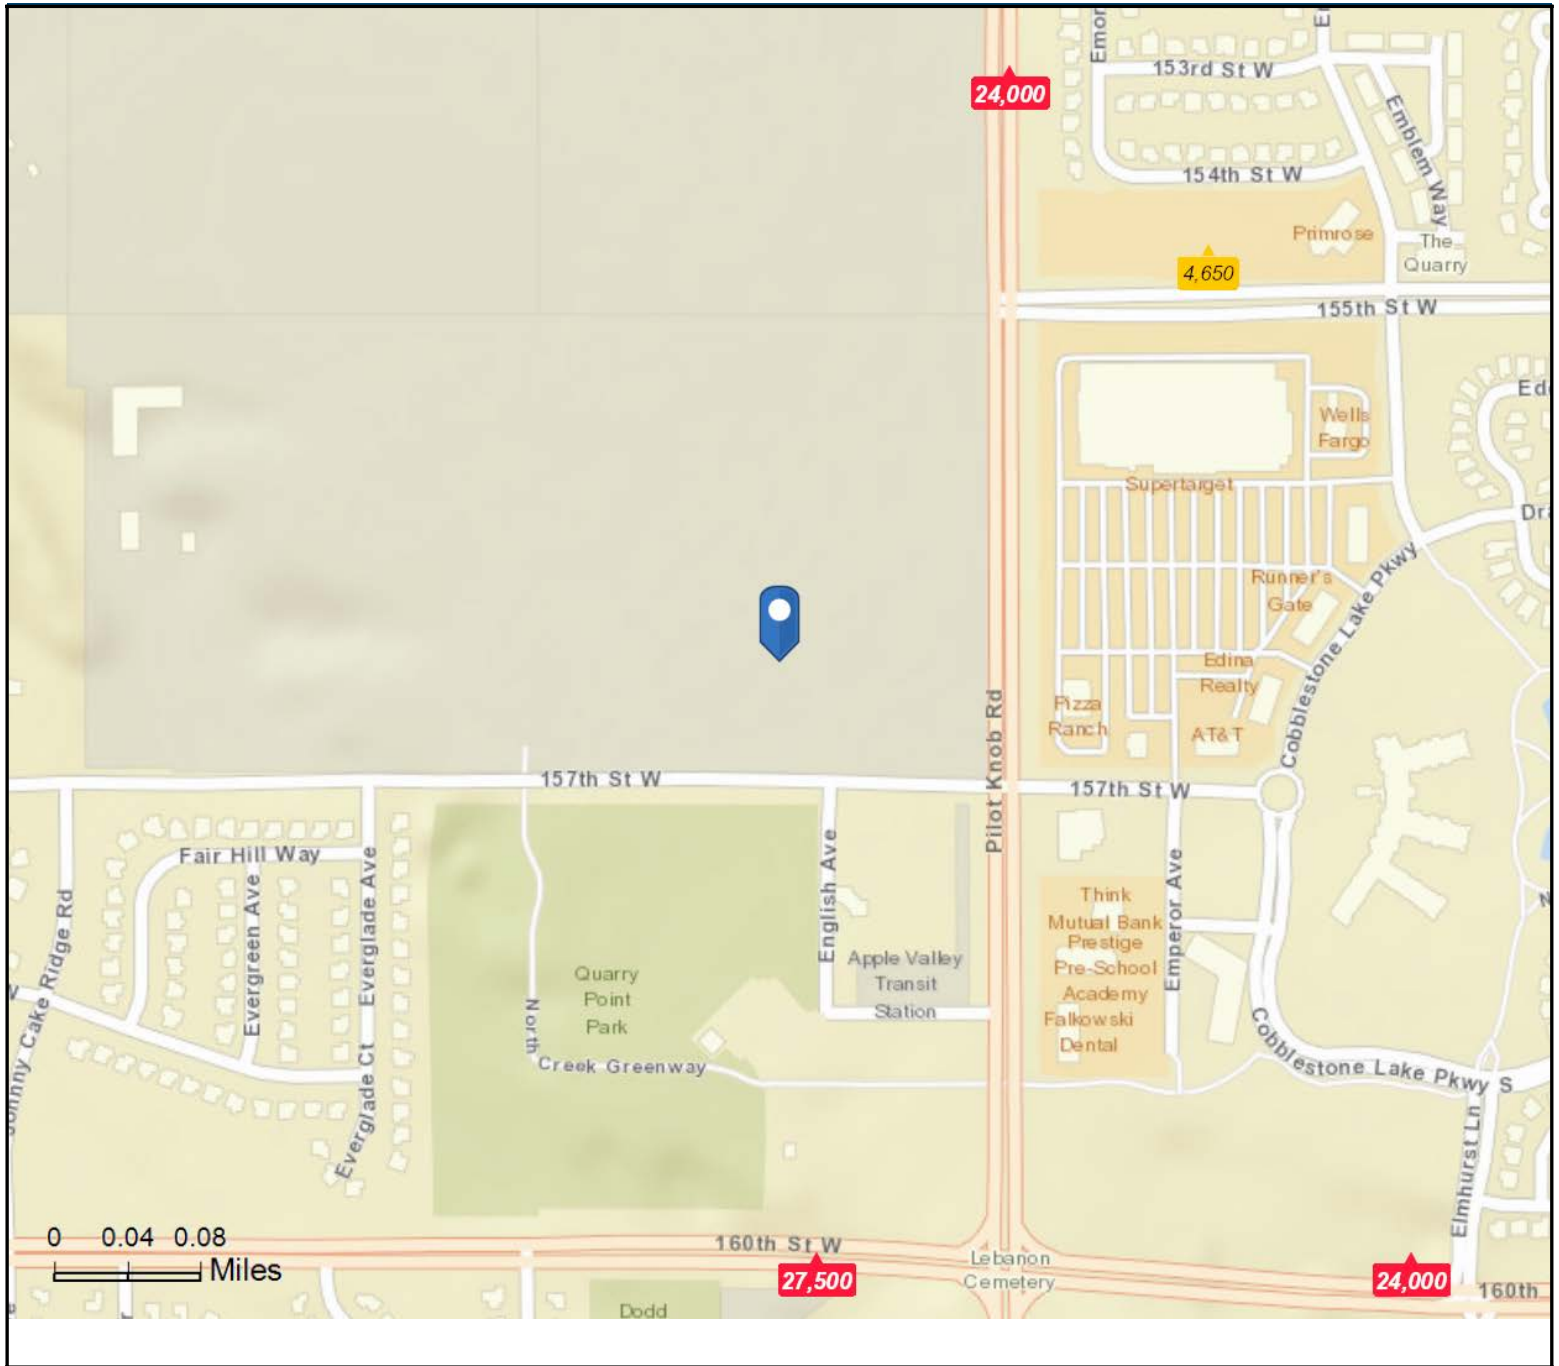 Emor
153rd St W
24,000
Emblem Way
154th St W
Primrose
The
Quarry
4,650
155th St W
Wells
Fargo
Supertarget
Runner's
Gate
Cobblestone Lake Pkwy
Edina
Realty
Pizza
Ranch
AT&T
Pilot Knob Rd
157th St W
157th St W
Fair Hill Way
Evergreen Ave
Everglade Ave
Johnny Cake Ridge Rd
English Ave
Apple Valley
Transit
Station
Quarry
Point
Park
North
Creek Greenway
Think
Mutual Bank
Prestige
Pre-School
Academy
Falkowski
Dental
Emperor Ave
Cobblestone Lake Pkwy S
Everglade Ct
Elmhurst Ln
0 0.04 0.08
Miles
160th St W
27,500
Lebanon
Cemetery
24,000
160th
Dodd